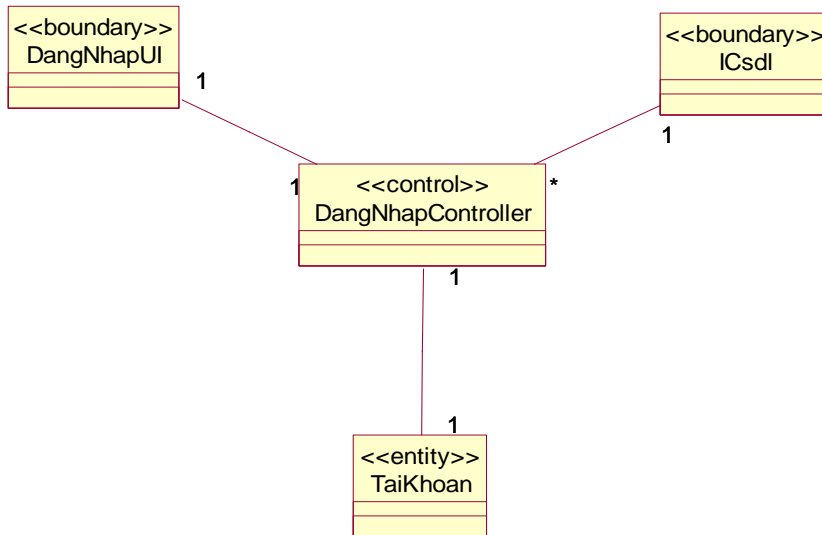 <<boundary>>
DangNhapUI
1
<<boundary>>
ICsdl
1
1
<<control>>
DangNhapController
*
1
1
<<entity>>
TaiKhoan